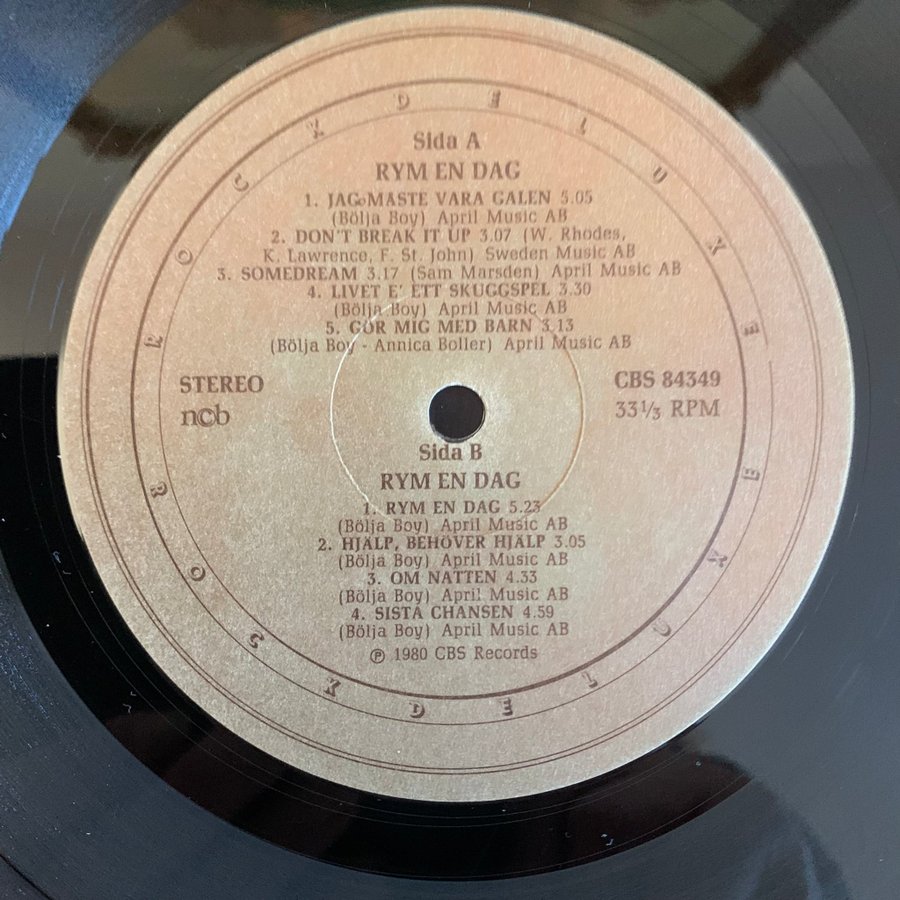 ROCKDELUXE
Sida A
RYM EN DAG
1. JAG MÅSTE VARA GALEN 5.05
(Bölja Boy) April Music AB
2. DON'T BREAK IT UP 3.07 (W. Rhodes,
K. Lawrence, F. St. John) Sweden Music AB
3. SOMEDREAM 3.17 (Sam Marsden) April Music AB
4. LIVET E' ETT SKUGGSPEL 3.30
(Bölja Boy) April Music AB
5. GÖR MIG MED BARN 3.13
(Bölja Boy - Annica Boller) April Music AB
STEREO
ncb
CBS 84349
33 1/3 RPM
Sida B
RYM EN DAG
1. RYM EN DAG 5.23
(Bölja Boy) April Music AB
2. HJÄLP, BEHÖVER HJÄLP 3.05
(Bölja Boy) April Music AB
3. OM NATTEN 4.33
(Bölja Boy) April Music AB
4. SISTA CHANSEN 4.59
(Bölja Boy) April Music AB
℗ 1980 CBS Records
ROCKDELUXE